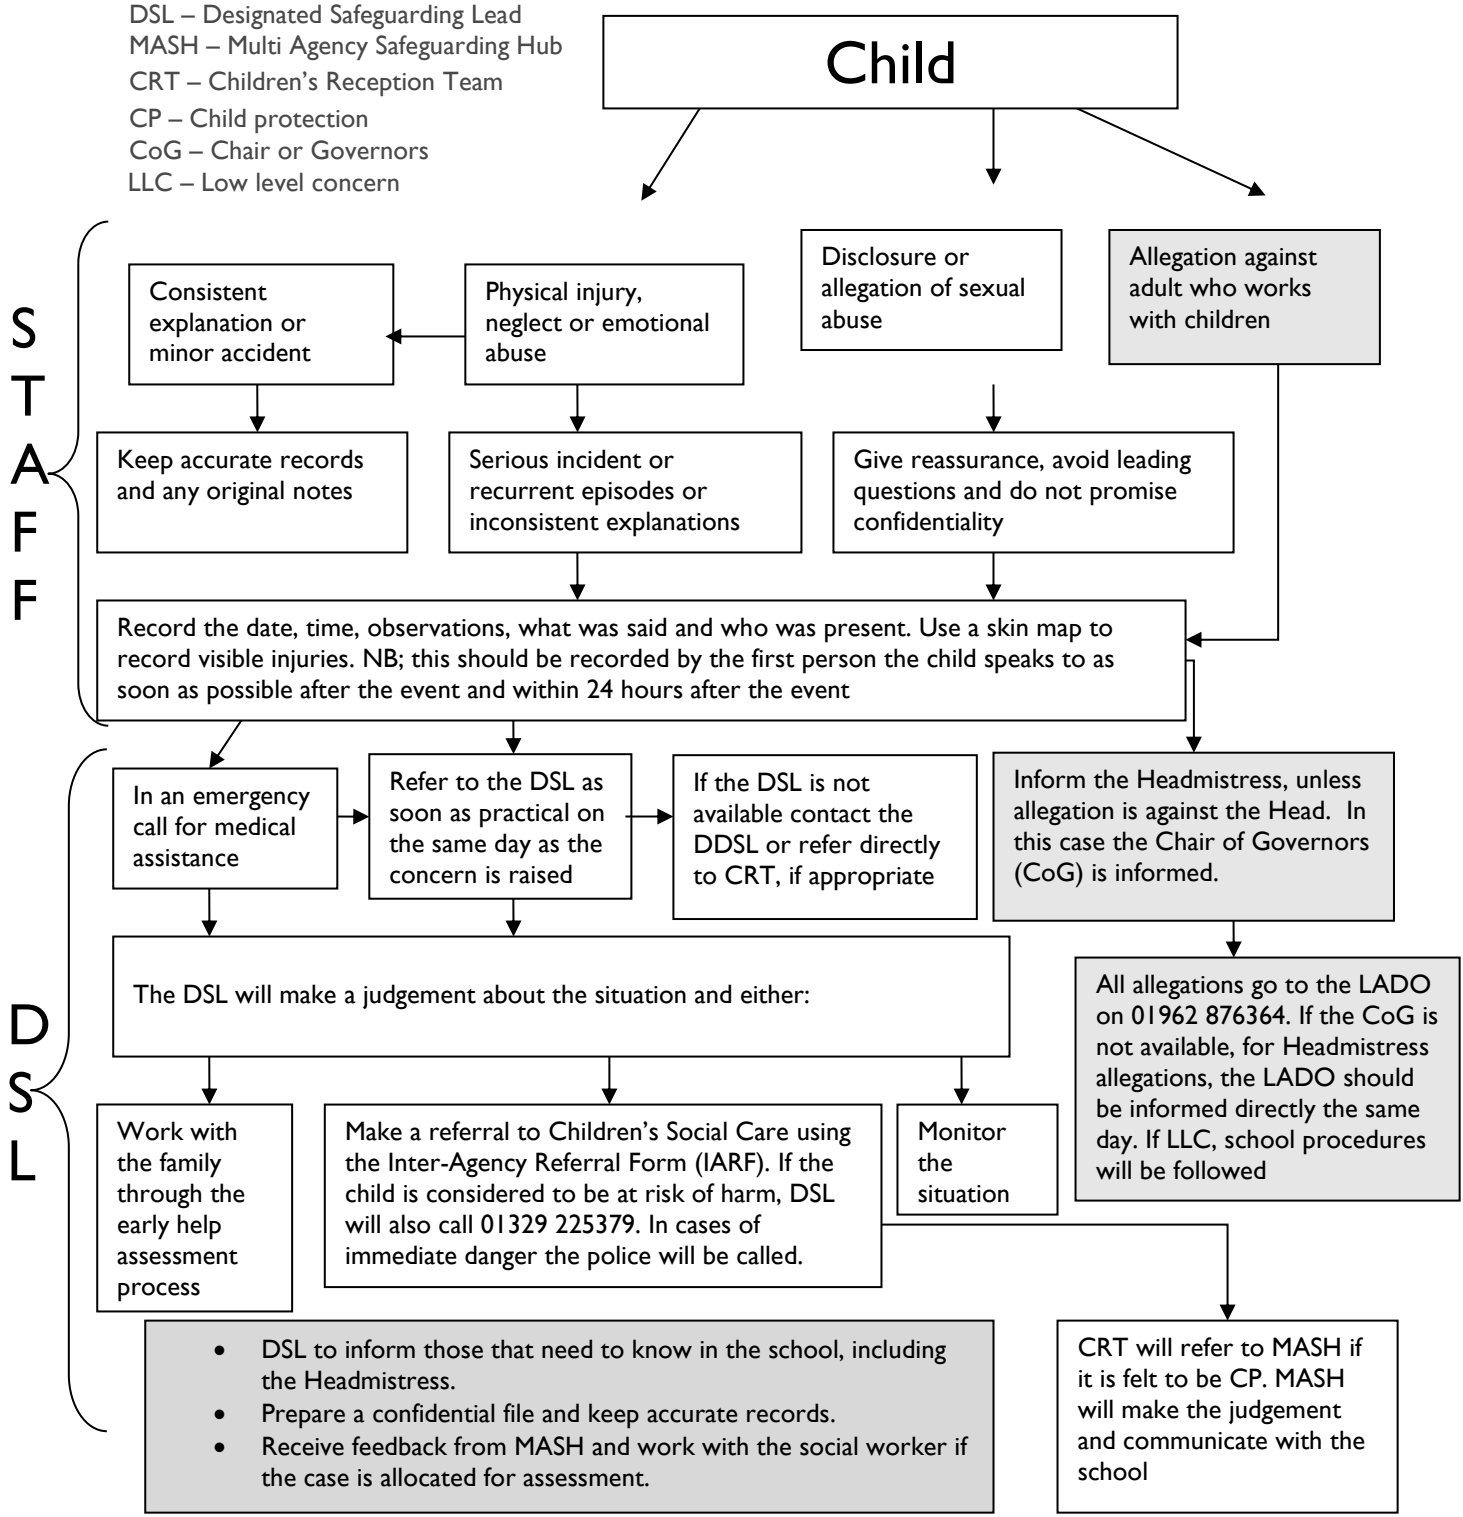 DSL – Designated Safeguarding Lead
MASH – Multi Agency Safeguarding Hub
CRT – Children's Reception Team
CP – Child protection
CoG – Chair or Governors
LLC – Low level concern
Child
S
T
A
F
F
Consistent
explanation or
minor accident
Physical injury,
neglect or emotional
abuse
Disclosure or
allegation of sexual
abuse
Allegation against
adult who works
with children
Keep accurate records
and any original notes
Serious incident or
recurrent episodes or
inconsistent explanations
Give reassurance, avoid leading
questions and do not promise
confidentiality
Record the date, time, observations, what was said and who was present. Use a skin map to
record visible injuries. NB; this should be recorded by the first person the child speaks to as
soon as possible after the event and within 24 hours after the event
D
S
L
In an emergency
call for medical
assistance
Refer to the DSL as
soon as practical on
the same day as the
concern is raised
If the DSL is not
available contact the
DDSL or refer directly
to CRT, if appropriate
Inform the Headmistress, unless
allegation is against the Head. In
this case the Chair of Governors
(CoG) is informed.
The DSL will make a judgement about the situation and either:
All allegations go to the LADO
on 01962 876364. If the CoG is
not available, for Headmistress
allegations, the LADO should
be informed directly the same
day. If LLC, school procedures
will be followed
Work with
the family
through the
early help
assessment
process
Make a referral to Children's Social Care using
the Inter-Agency Referral Form (IARF). If the
child is considered to be at risk of harm, DSL
will also call 01329 225379. In cases of
immediate danger the police will be called.
Monitor
the
situation
• DSL to inform those that need to know in the school, including
the Headmistress.
• Prepare a confidential file and keep accurate records.
• Receive feedback from MASH and work with the social worker if
the case is allocated for assessment.
CRT will refer to MASH if
it is felt to be CP. MASH
will make the judgement
and communicate with the
school